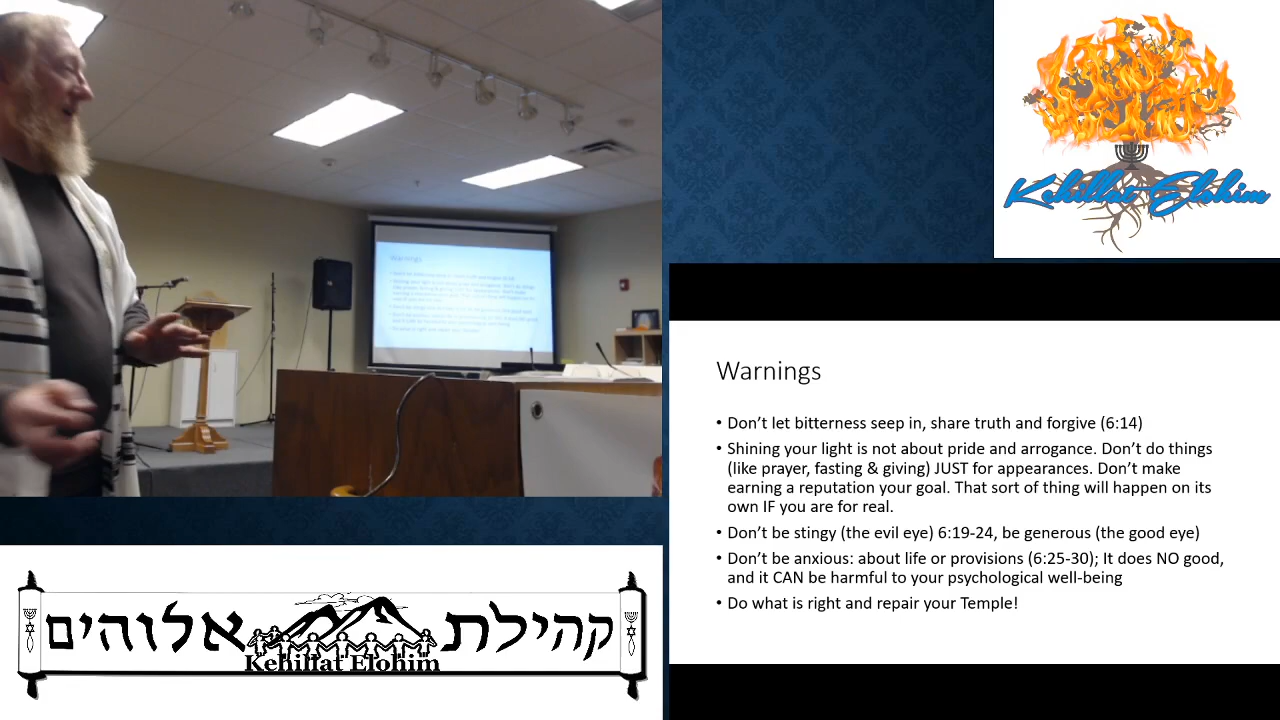 Kehillat Elohim
Warnings
• Don’t let bitterness seep in, share truth and forgive (6:14)
• Shining your light is not about pride and arrogance. Don’t do things
(like prayer, fasting & giving) JUST for appearances. Don’t make
earning a reputation your goal. That sort of thing will happen on its
own IF you are for real.
• Don’t be stingy (the evil eye) 6:19-24, be generous (the good eye)
• Don’t be anxious: about life or provisions (6:25-30); It does NO good,
and it CAN be harmful to your psychological well-being
• Do what is right and repair your Temple!
קהילת אלוהים
Kehillat Elohim